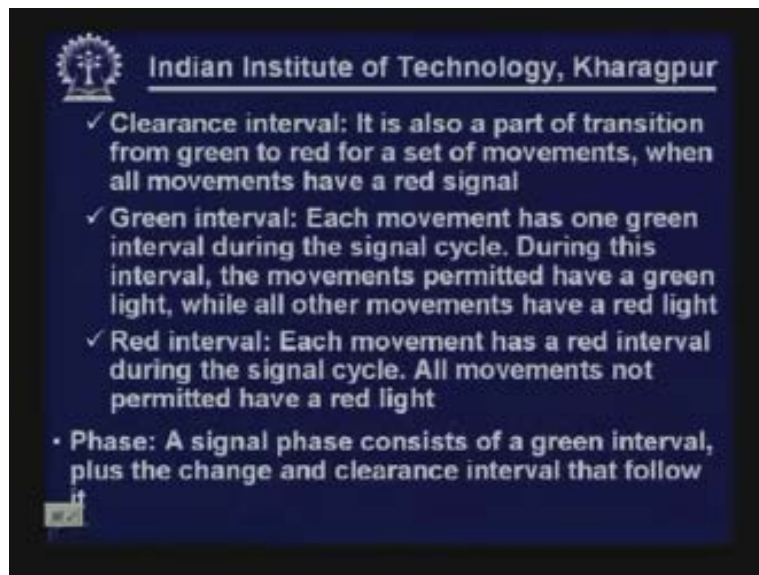 Indian Institute of Technology, Kharagpur
✓ Clearance interval: It is also a part of transition
from green to red for a set of movements, when
all movements have a red signal
✓ Green interval: Each movement has one green
interval during the signal cycle. During this
interval, the movements permitted have a green
light, while all other movements have a red light
✓ Red interval: Each movement has a red interval
during the signal cycle. All movements not
permitted have a red light
• Phase: A signal phase consists of a green interval,
plus the change and clearance interval that follow
it